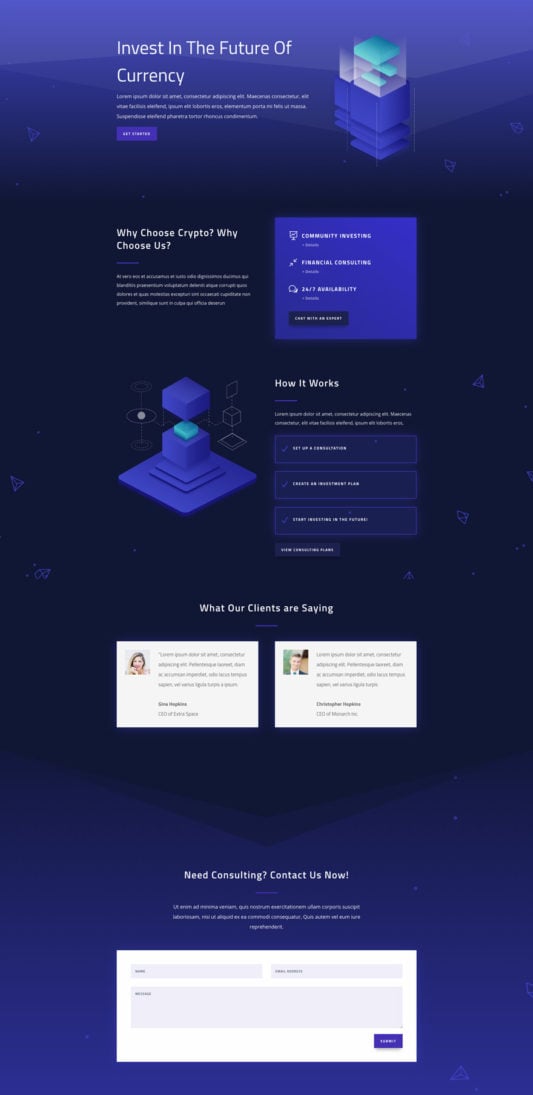 Invest In The Future Of
Currency
Lorem ipsum dolor sit amet, consectetur adipiscing elit. Maecenas consectetur, elit
vitae facilisis eleifend, ipsum elit lobortis eros, elementum porta mi felis ut massa.
Suspendisse eleifend pharetra tortor rhoncus condimentum.
GET STARTED
Why Choose Crypto? Why
Choose Us?
At vero eos et accusamus et iusto odio dignissimos ducimus qui
blanditiis praesentium voluptatum deleniti atque corrupti quos
dolores et quas molestias excepturi sint occaecati cupiditate non
provident, similique sunt in culpa qui officia deserun
COMMUNITY INVESTING
+ Details
FINANCIAL CONSULTING
+ Details
24/7 AVAILABILITY
+ Details
CHAT WITH AN EXPERT
How It Works
Lorem ipsum dolor sit amet, consectetur adipiscing elit. Maecenas
consectetur, elit vitae facilisis eleifend, ipsum elit lobortis eros,
SET UP A CONSULTATION
CREATE AN INVESTMENT PLAN
START INVESTING IN THE FUTURE!
VIEW CONSULTING PLANS
What Our Clients are Saying
"Lorem ipsum dolor sit amet, consectetur
adipiscing elit. Pellentesque laoreet, diam
ac accumsan imperdiet, odio lacus tempus
sapien, vel varius ligula turpis a ipsum.
Gina Hopkins
CEO of Extra Space
Lorem ipsum dolor sit amet, consectetur
adipiscing elit. Pellentesque laoreet, diam
ac accumsan imperdiet, odio lacus tempus
sapien, vel varius ligula turpis
Christopher Hopkins
CEO of Monarch Inc.
Need Consulting? Contact Us Now!
Ut enim ad minima veniam, quis nostrum exercitationem ullam corporis suscipit
laboriosam, nisi ut aliquid ex ea commodi consequatur. Quis autem vel eum iure
reprehenderit.
NAME
EMAIL ADDRESS
MESSAGE
SUBMIT